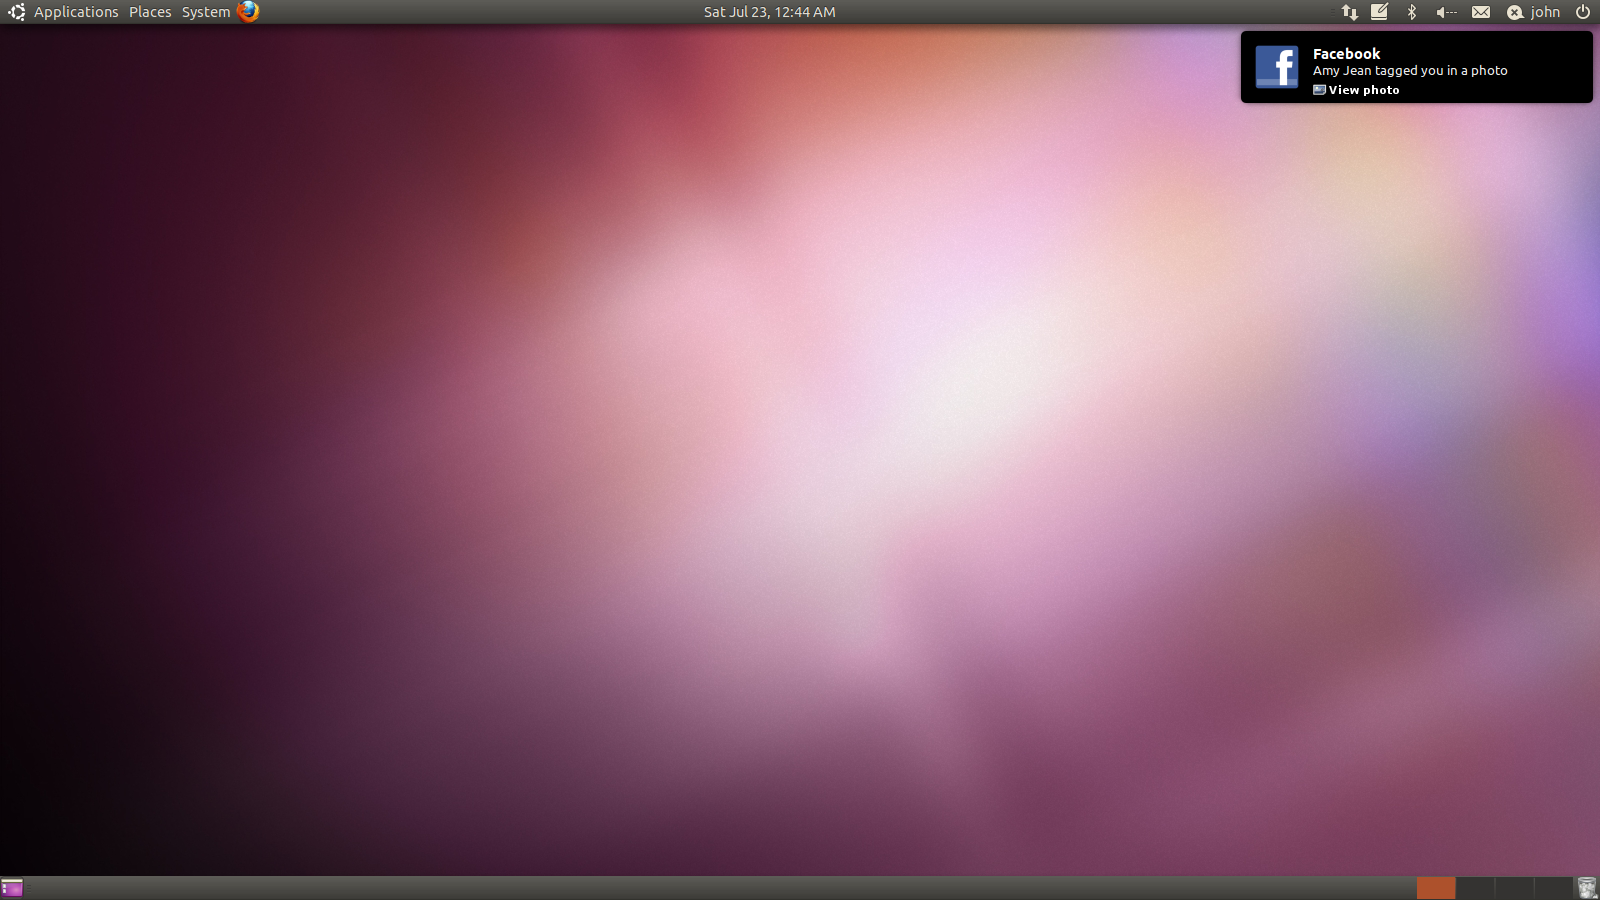 Applications Places System
Sat Jul 23, 12:44 AM
john
Facebook
Amy Jean tagged you in a photo
View photo